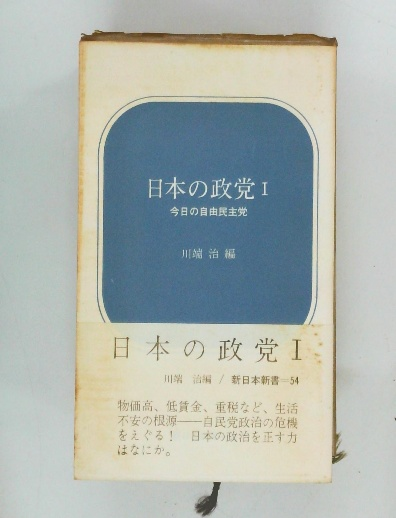 日本の政党Ⅰ
今日の自由民主党
川端 治 編
日本の政党Ⅰ
川端 治編 / 新日本新書=54
物価高、低賃金、重税など、生活
不安の根源――自民党政治の危機
をえぐる! 日本の政治を正す力
はなにか。